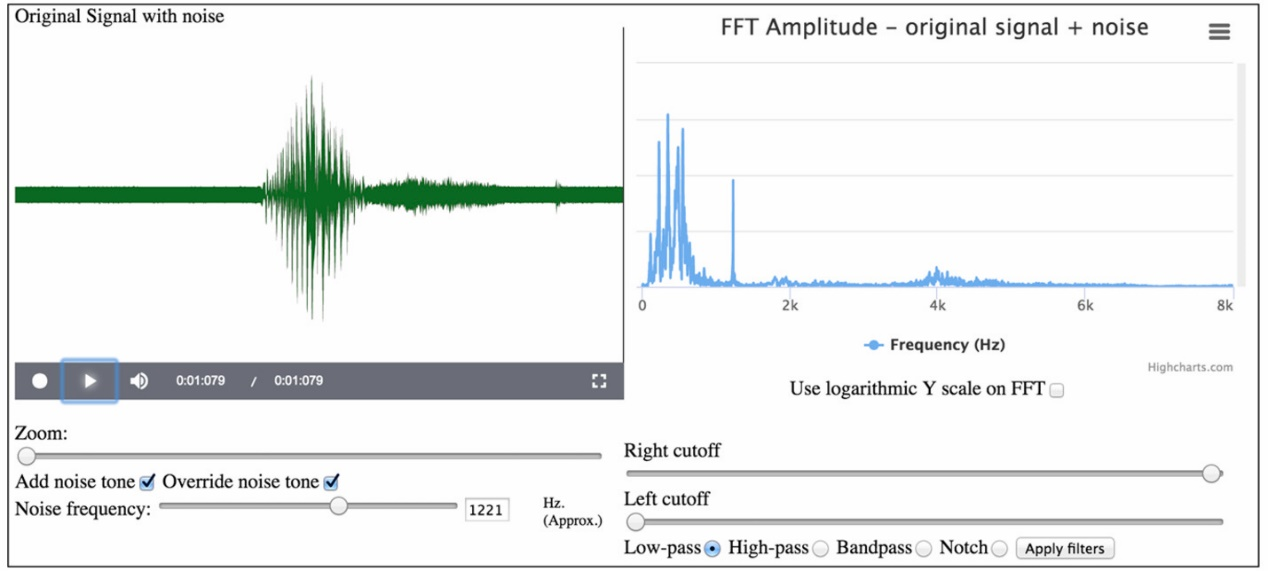 Original Signal with noise
FFT Amplitude – original signal + noise
0 2k 4k 6k 8k
Frequency (Hz)
Highcharts.com
Use logarithmic Y scale on FFT
0:01:079 / 0:01:079
Zoom:
Add noise tone Override noise tone
Noise frequency: 1221 Hz.
(Approx.)
Right cutoff
Left cutoff
Low-pass High-pass Bandpass Notch Apply filters